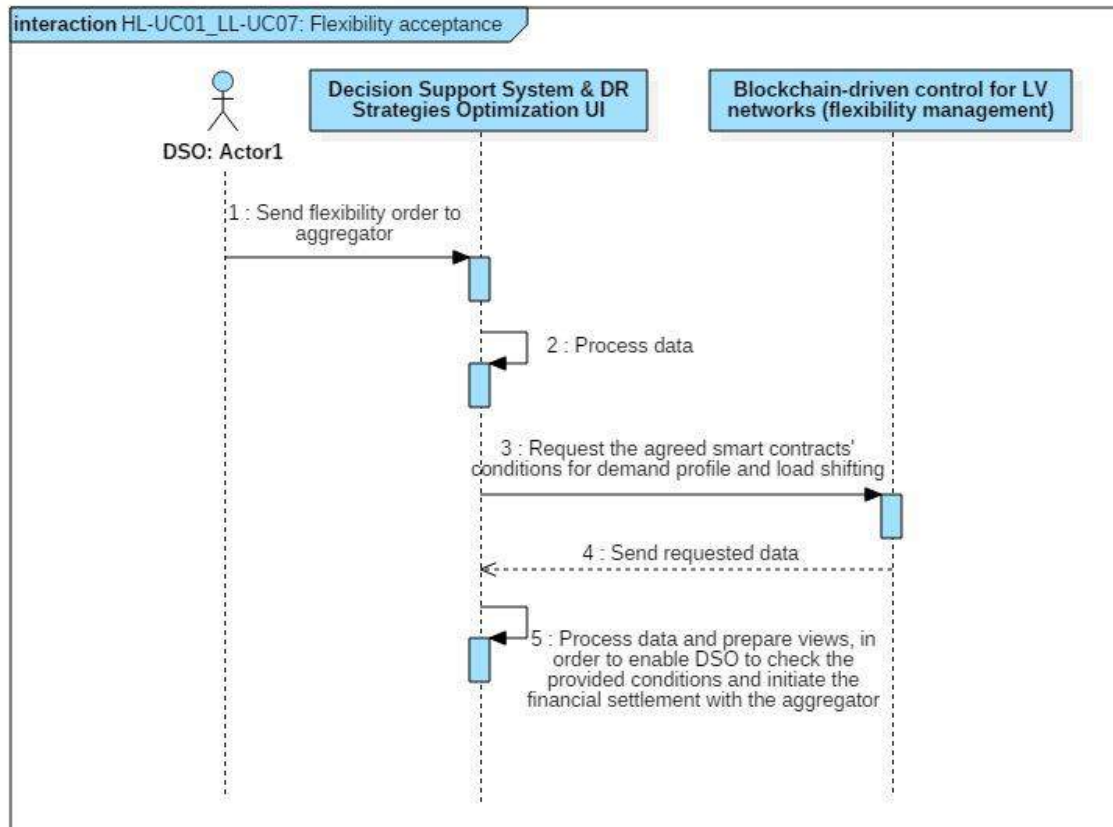 interaction HL-UC01_LL-UC07: Flexibility acceptance
Decision Support System & DR
Strategies Optimization UI
Blockchain-driven control for LV
networks (flexibility management)
DSO: Actor1
1 : Send flexibility order to
aggregator
2 : Process data
3 : Request the agreed smart contracts'
conditions for demand profile and load shifting
4 : Send requested data
5 : Process data and prepare views, in
order to enable DSO to check the
provided conditions and initiate the
financial settlement with the aggregator